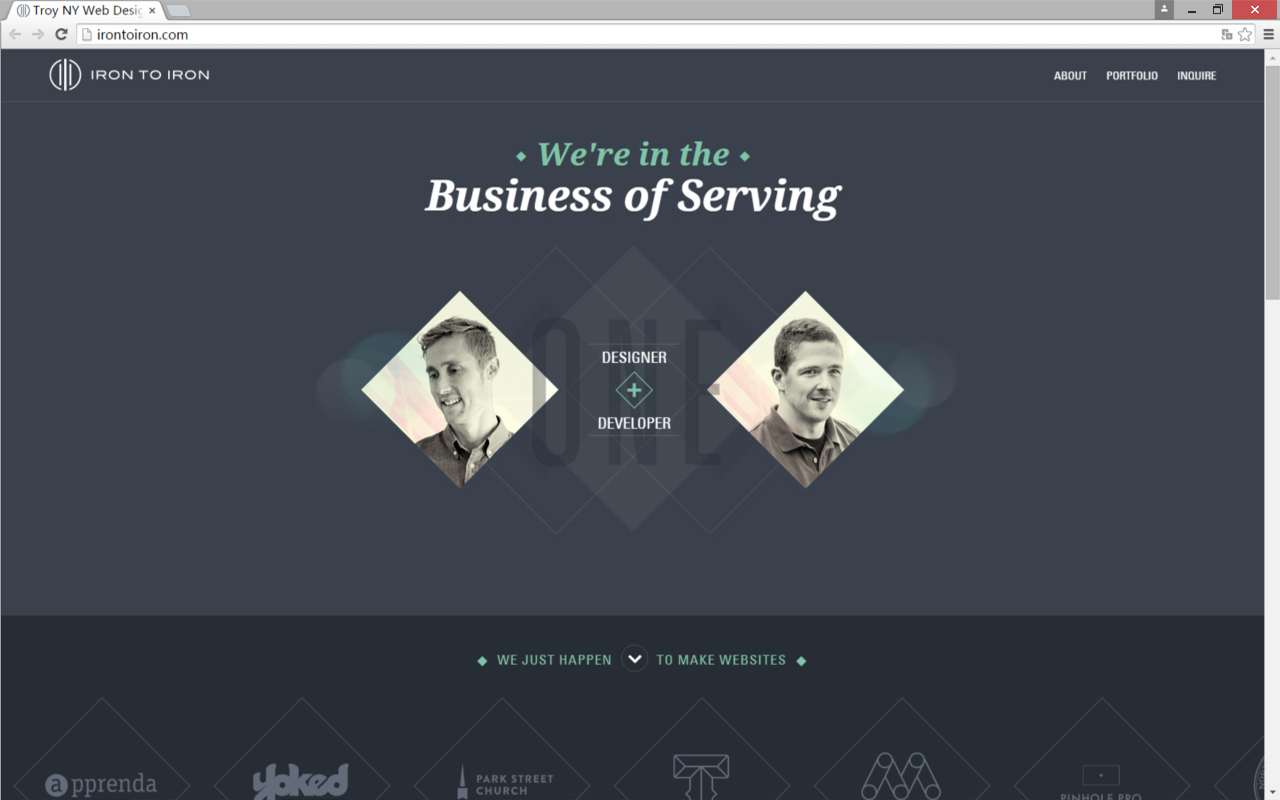 Troy NY Web Desig
irontoiron.com
IRON TO IRON
ABOUT PORTFOLIO INQUIRE
We're in the
Business of Serving
ONE
DESIGNER
DEVELOPER
WE JUST HAPPEN TO MAKE WEBSITES
apprenda
yoked
PARK STREET
CHURCH
PINHOLE PRO